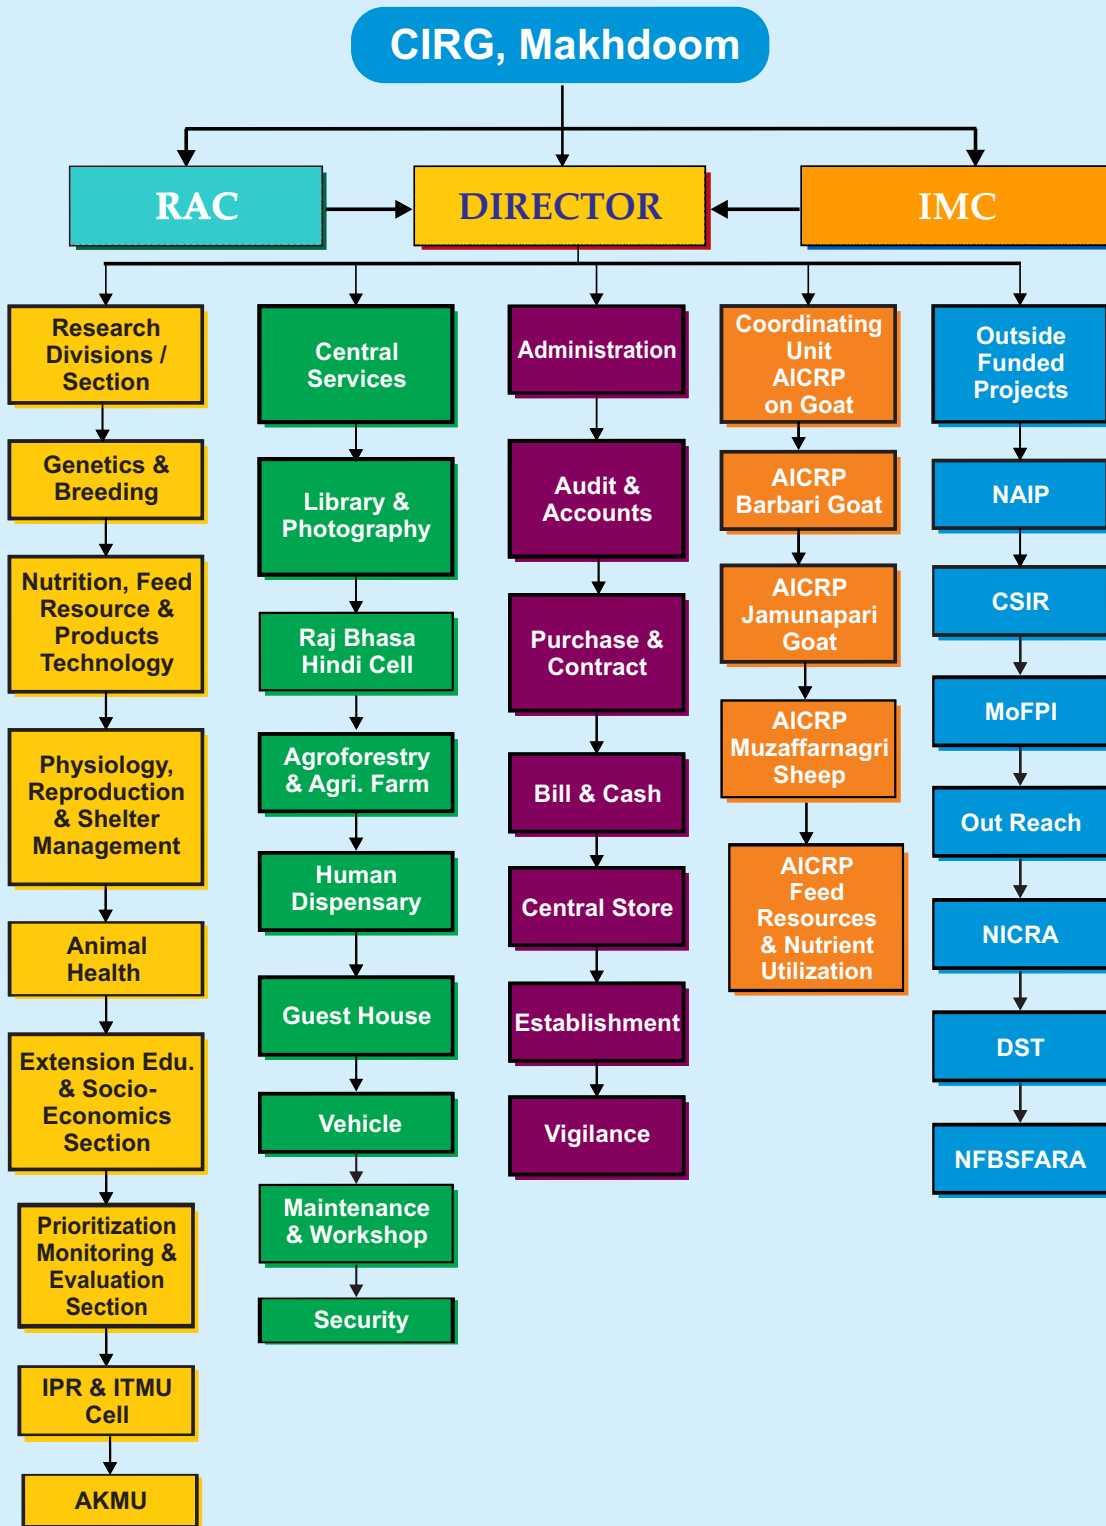 CIRG, Makhdoom
RAC
DIRECTOR
IMC
Research
Divisions /
Section
Genetics &
Breeding
Nutrition, Feed
Resource &
Products
Technology
Physiology,
Reproduction
& Shelter
Management
Animal
Health
Extension Edu.
& Socio-
Economics
Section
Prioritization
Monitoring &
Evaluation
Section
IPR & ITMU
Cell
AKMU
Central
Services
Library &
Photography
Raj Bhasa
Hindi Cell
Agroforestry
& Agri. Farm
Human
Dispensary
Guest House
Vehicle
Maintenance
& Workshop
Security
Administration
Audit &
Accounts
Purchase &
Contract
Bill & Cash
Central Store
Establishment
Vigilance
Coordinating
Unit
AICRP
on Goat
AICRP
Barbari Goat
AICRP
Jamunapari
Goat
AICRP
Muzaffarnagri
Sheep
AICRP
Feed
Resources
& Nutrient
Utilization
Outside
Funded
Projects
NAIP
CSIR
MoFPI
Out Reach
NICRA
DST
NFBSFARA